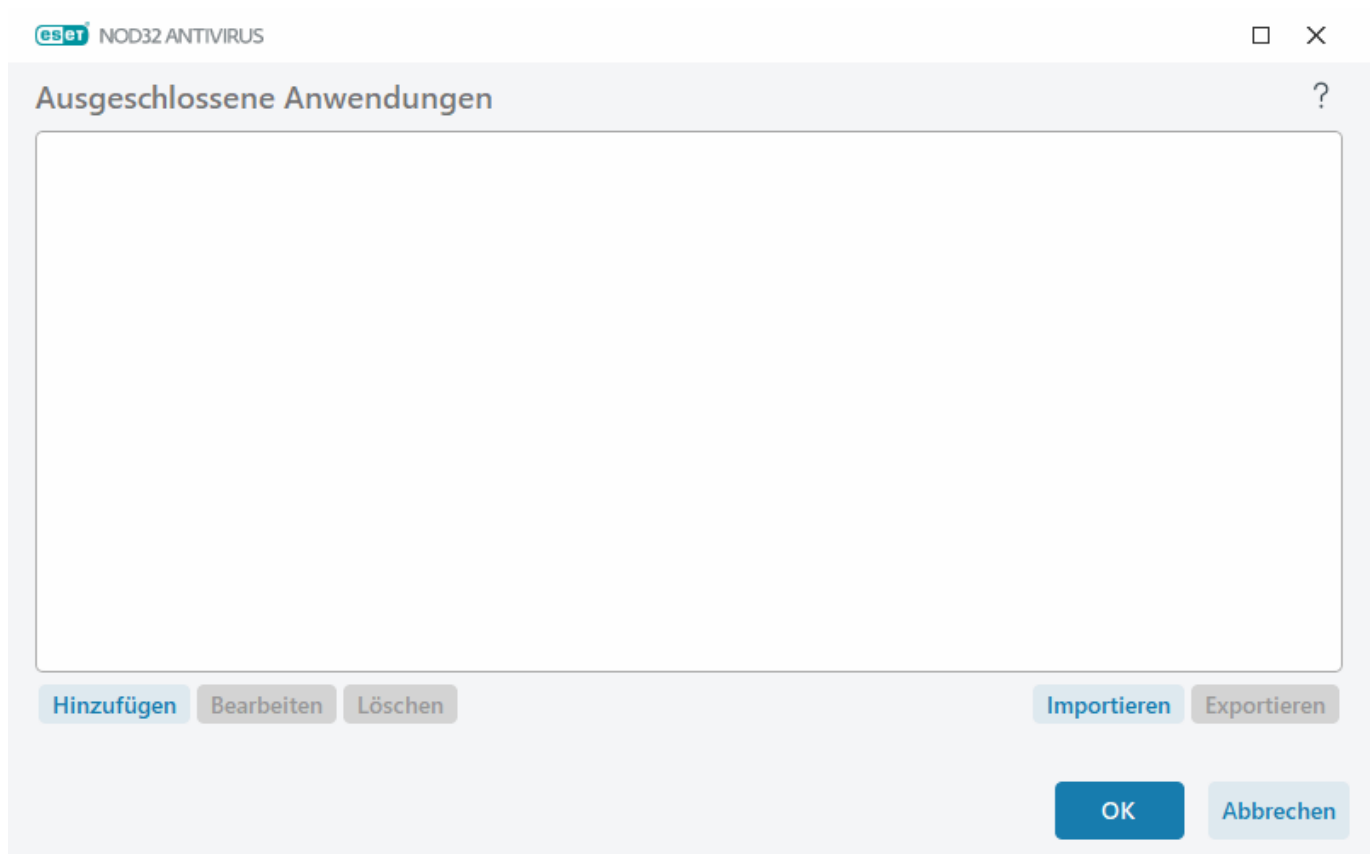 eset NOD32 ANTIVIRUS
Ausgeschlossene Anwendungen ?
Hinzufügen Bearbeiten Löschen Importieren Exportieren
OK Abbrechen